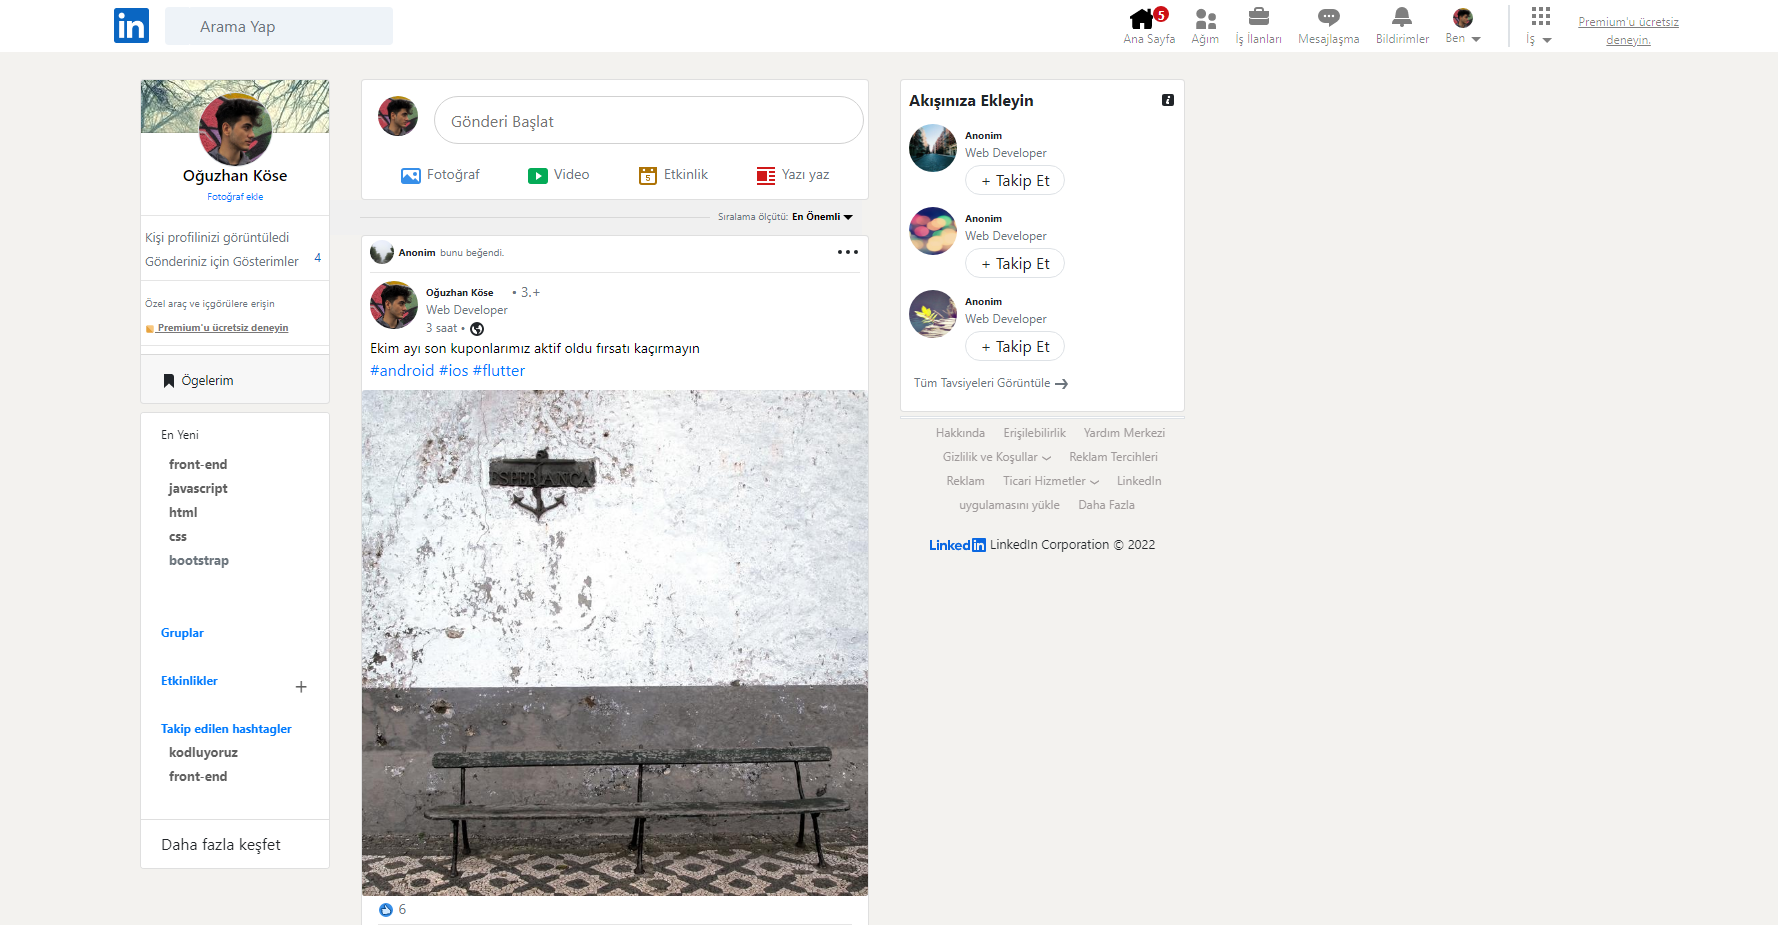 in
Arama Yap
5
Ana Sayfa
Ağım
İş İlanları
Mesajlaşma
Bildirimler
Ben
İş
Premium'u ücretsiz
deneyin.
Oğuzhan Köse
Fotoğraf ekle
Kişi profilinizi görüntüledi
Gönderiniz için Gösterimler
4
Özel araç ve içgörülere erişin
Premium'u ücretsiz deneyin
Ögelerim
En Yeni
front-end
javascript
html
css
bootstrap
Gruplar
Etkinlikler
+
Takip edilen hashtagler
kodluyoruz
front-end
Daha fazla keşfet
Gönderi Başlat
Fotoğraf
Video
5
Etkinlik
Yazı yaz
Sıralama ölçütü: En Önemli
Anonim bunu beğendi.
Oğuzhan Köse • 3.+
Web Developer
3 saat •
Ekim ayı son kuponlarımız aktif oldu fırsatı kaçırmayın
#android #ios #flutter
ESPERIANÇA
6
Akışınıza Ekleyin
i
Anonim
Web Developer
+ Takip Et
Anonim
Web Developer
+ Takip Et
Anonim
Web Developer
+ Takip Et
Tüm Tavsiyeleri Görüntüle
Hakkında Erişilebilirlik Yardım Merkezi
Gizlilik ve Koşullar Reklam Tercihleri
Reklam Ticari Hizmetler LinkedIn
uygulamasını yükle Daha Fazla
LinkedIn LinkedIn Corporation © 2022